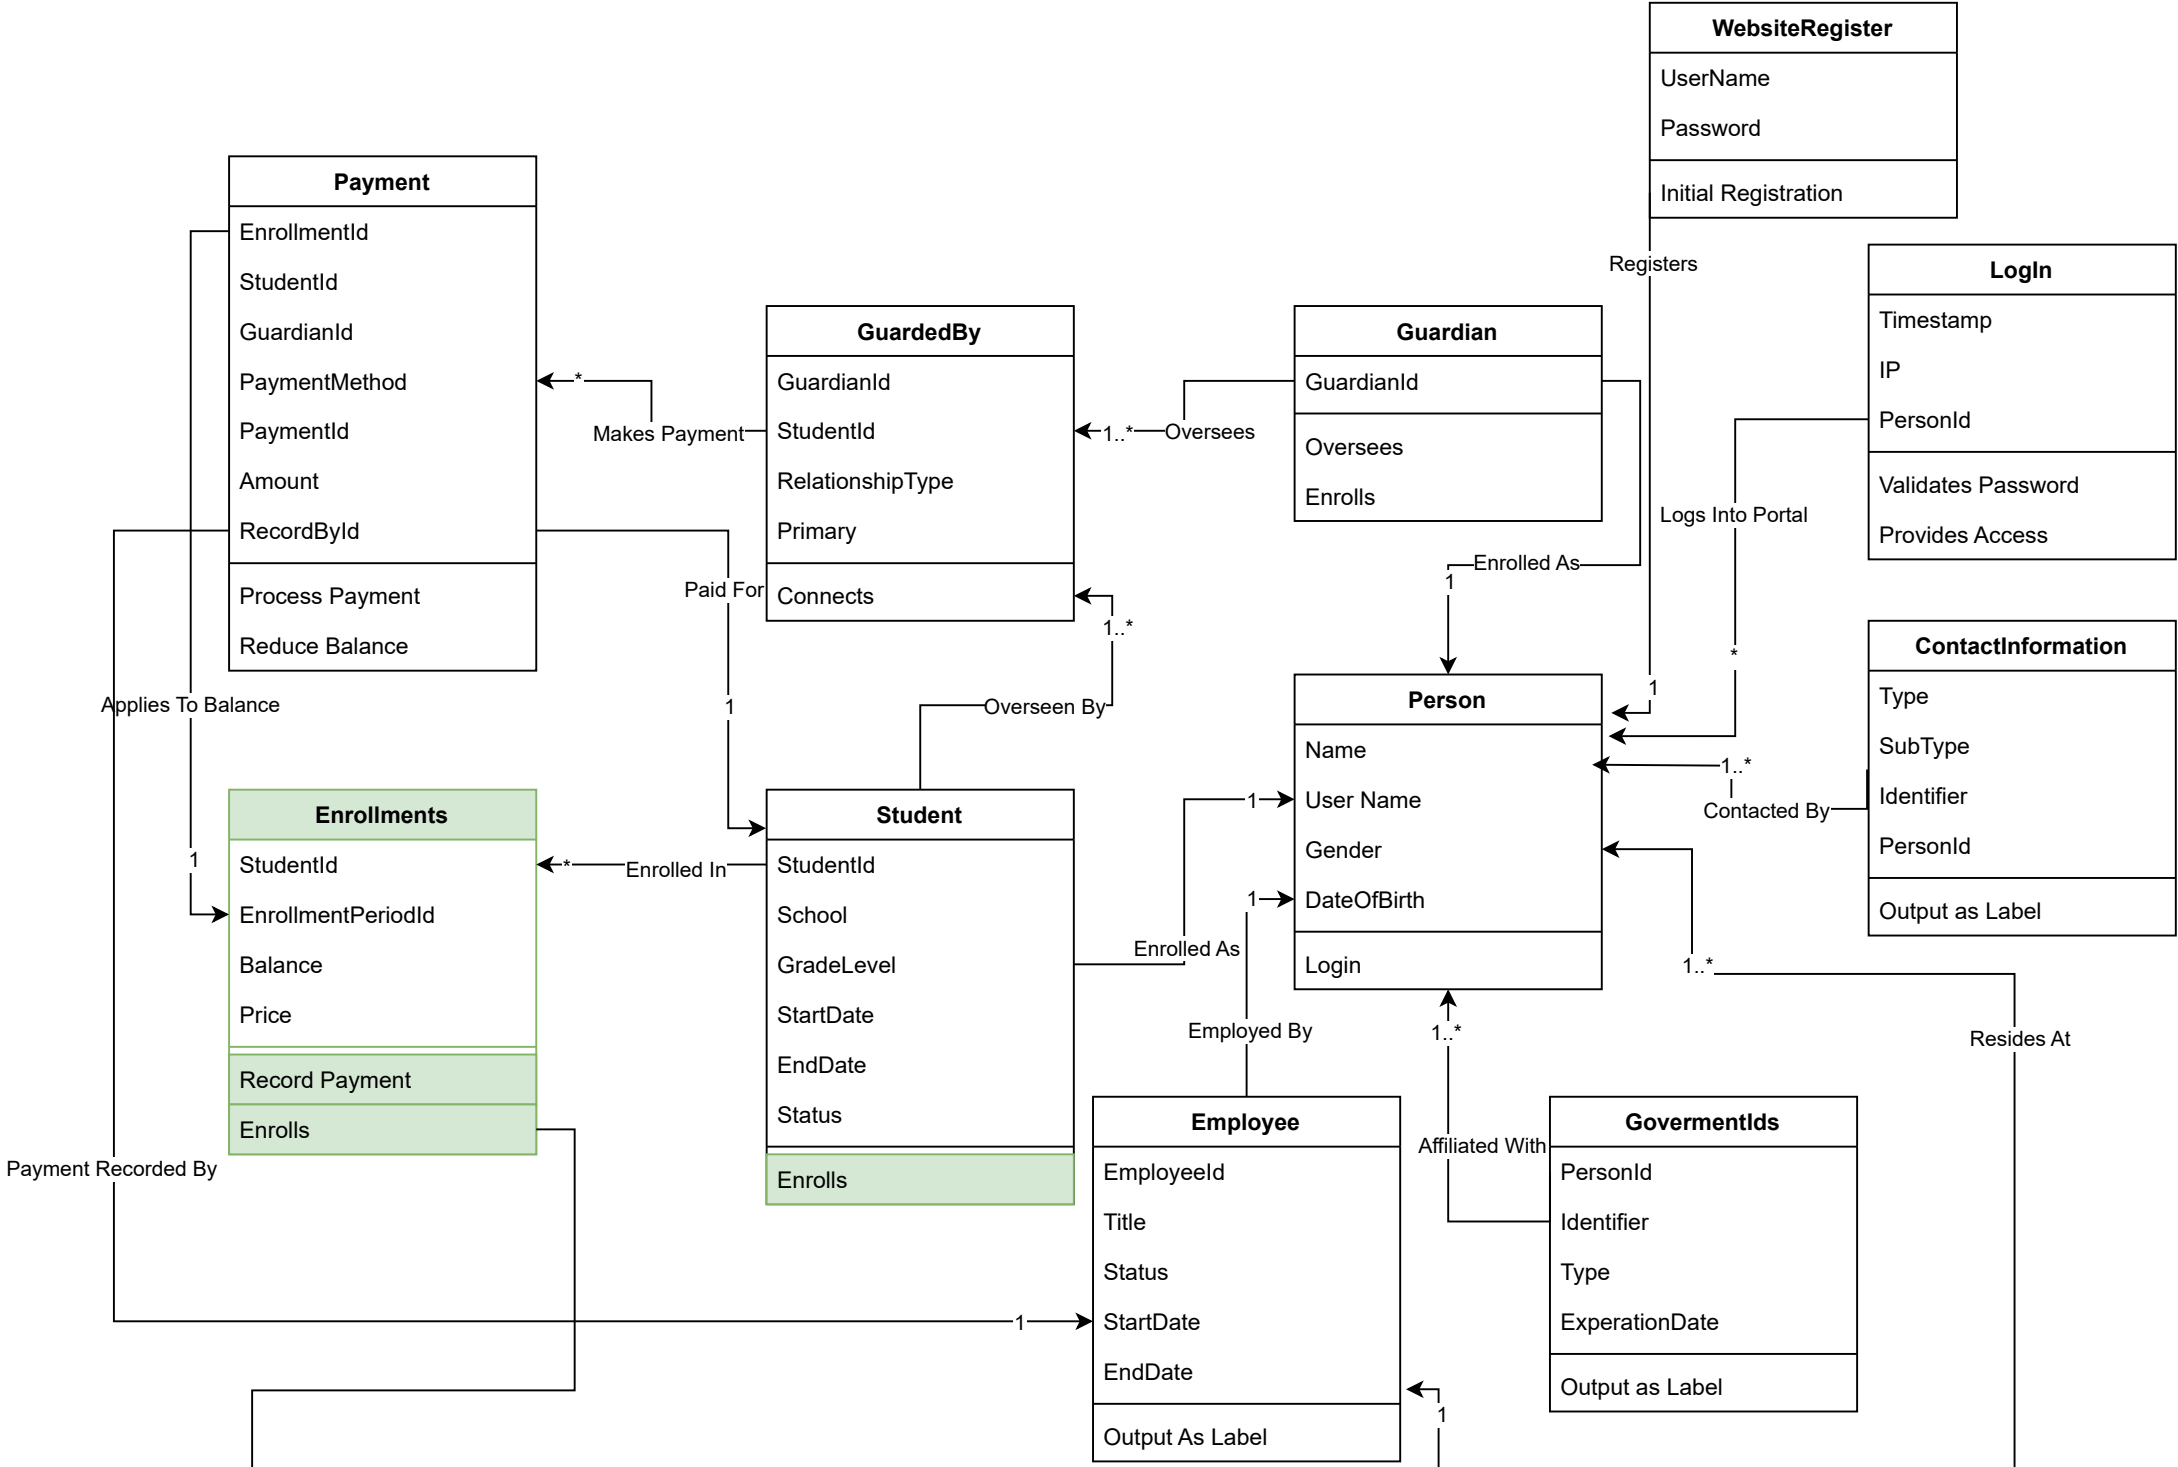 WebsiteRegister
UserName
Password
Initial Registration
Registers
1
Payment
EnrollmentId
StudentId
GuardianId
PaymentMethod
PaymentId
Amount
RecordById
Process Payment
Reduce Balance
GuardedBy
GuardianId
StudentId
RelationshipType
Primary
Connects
Guardian
GuardianId
Oversees
Enrolls
LogIn
Timestamp
IP
PersonId
Validates Password
Provides Access
*
Makes Payment
1..*
Oversees
Logs Into Portal
*
Enrolled As
1
Paid For
1
1..*
Overseen By
Applies To Balance
1
ContactInformation
Type
SubType
Identifier
PersonId
Output as Label
1..*
Contacted By
Person
Name
User Name
Gender
DateOfBirth
Login
Enrollments
StudentId
EnrollmentPeriodId
Balance
Price
Record Payment
Enrolls
*
Enrolled In
Student
StudentId
School
GradeLevel
StartDate
EndDate
Status
Enrolls
1
Enrolled As
1
Employed By
1..*
Affiliated With
1..*
Resides At
Payment Recorded By
1
Employee
EmployeeId
Title
Status
StartDate
EndDate
Output As Label
1
GovermentIds
PersonId
Identifier
Type
ExperationDate
Output as Label